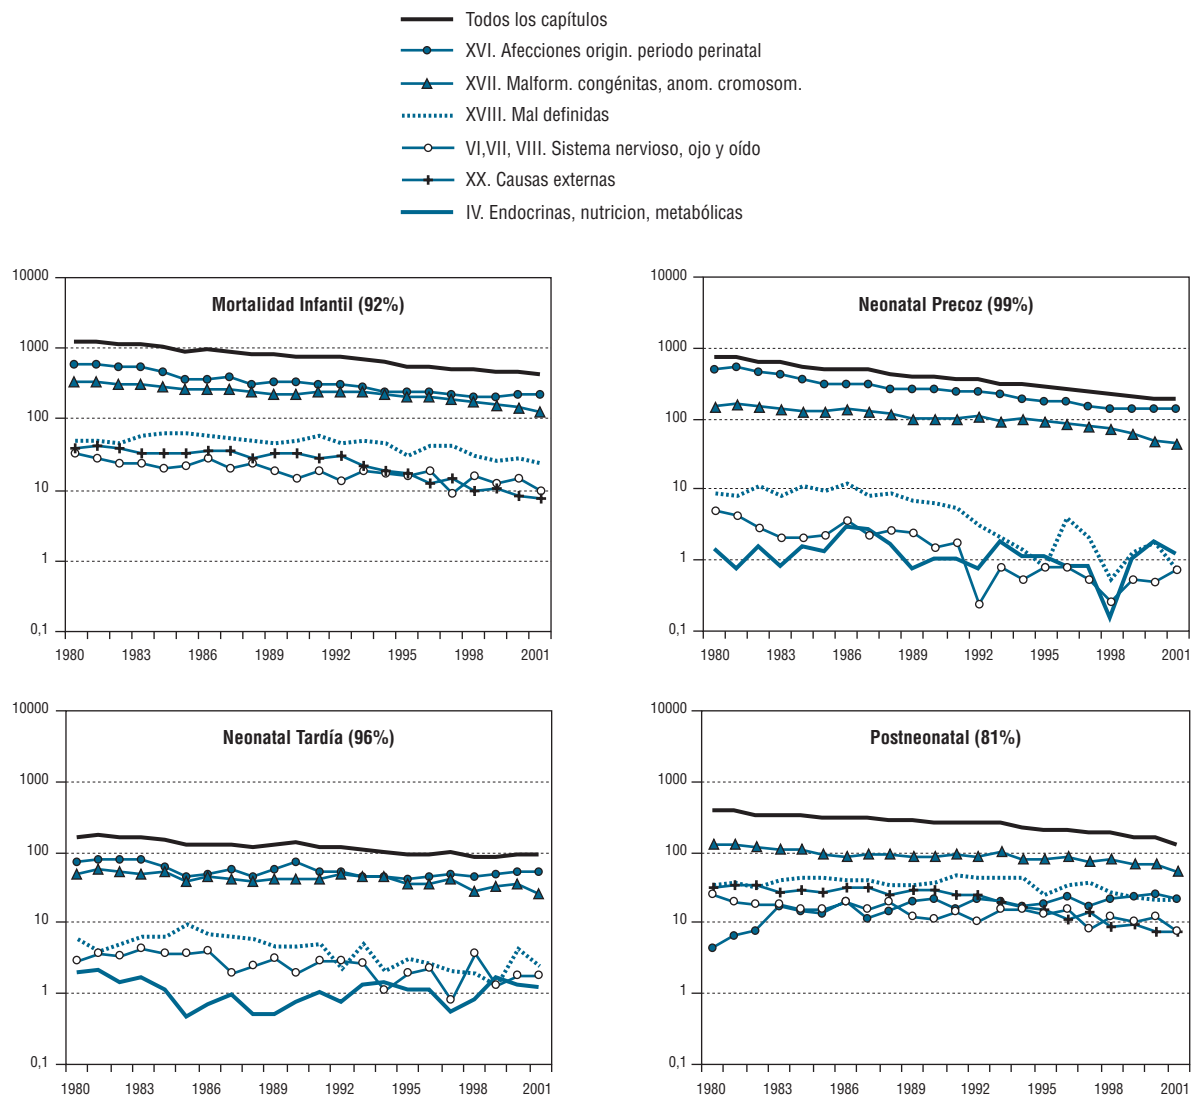 Todos los capítulos
XVI. Afecciones origin. periodo perinatal
XVII. Malform. congénitas, anom. cromosom.
XVIII. Mal definidas
VI,VII, VIII. Sistema nervioso, ojo y oído
XX. Causas externas
IV. Endocrinas, nutricion, metabólicas
Mortalidad Infantil (92%)
10000
1000
100
10
1
0,1
1980 1983 1986 1989 1992 1995 1998 2001
Neonatal Precoz (99%)
10000
1000
100
10
1
0,1
1980 1983 1986 1989 1992 1995 1998 2001
Neonatal Tardía (96%)
10000
1000
100
10
1
0,1
1980 1983 1986 1989 1992 1995 1998 2001
Postneonatal (81%)
10000
1000
100
10
1
0,1
1980 1983 1986 1989 1992 1995 1998 2001